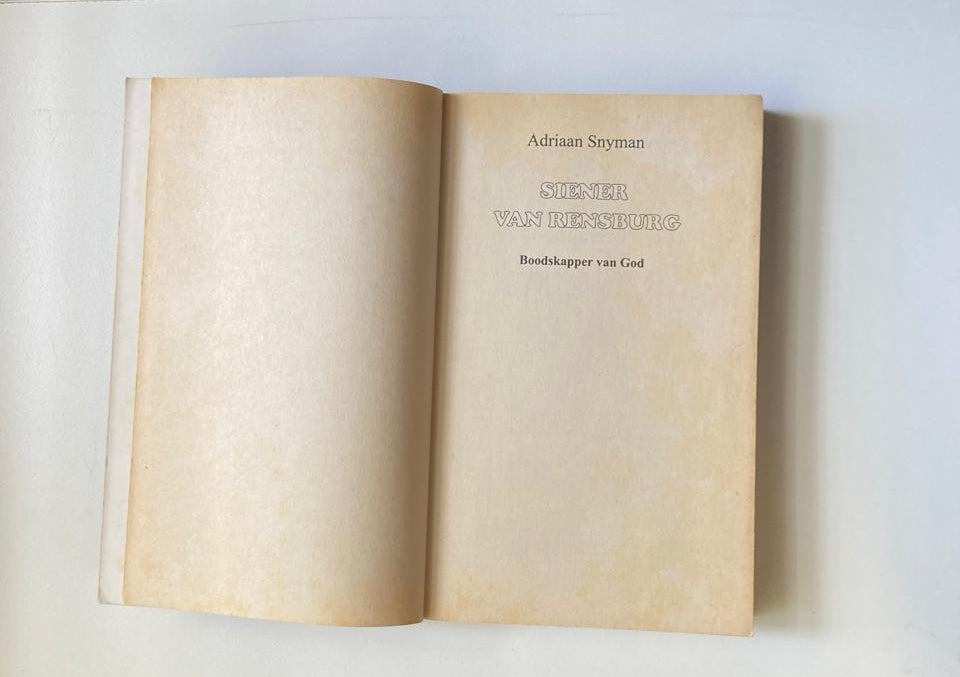 Adriaan Snyman
SIENER
VAN RENSBURG
Boodskapper van God